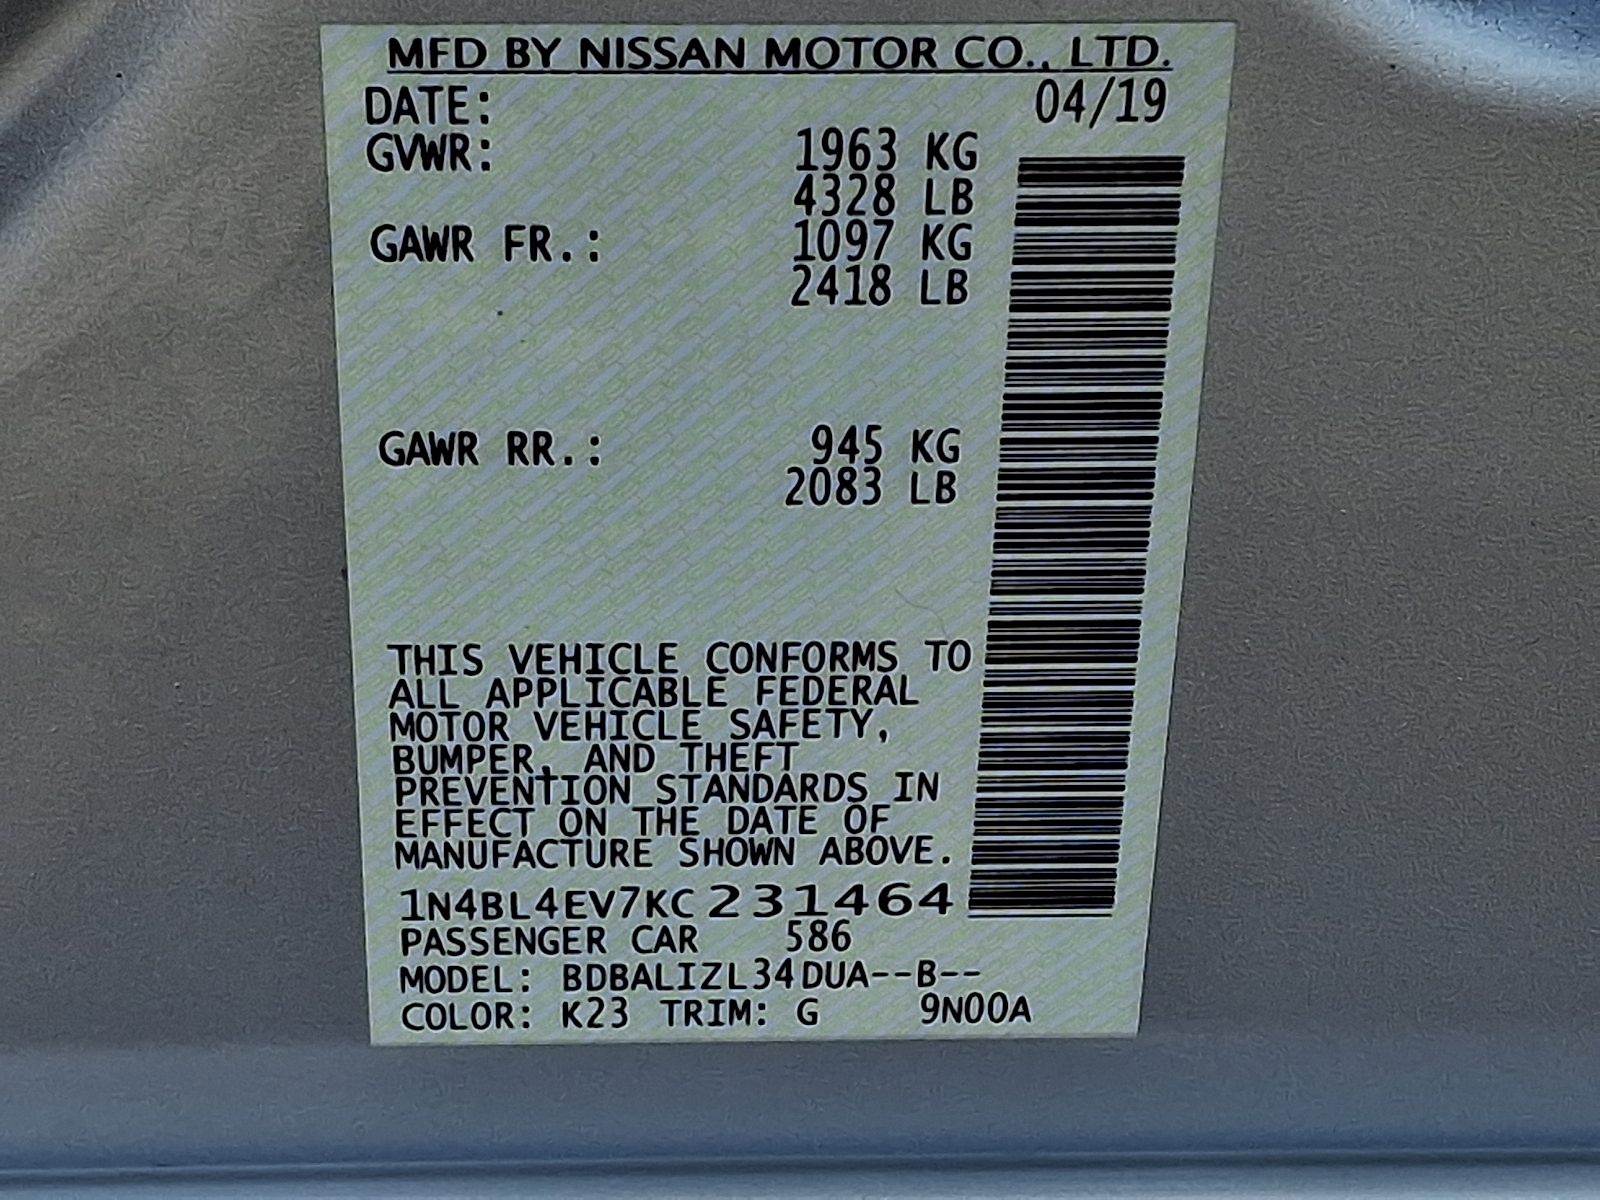 MFD BY NISSAN MOTOR CO., LTD.
DATE: 04/19
GVWR: 1963 KG
4328 LB
GAWR FR.: 1097 KG
2418 LB
GAWR RR.: 945 KG
2083 LB
THIS VEHICLE CONFORMS TO
ALL APPLICABLE FEDERAL
MOTOR VEHICLE SAFETY,
BUMPER, AND THEFT
PREVENTION STANDARDS IN
EFFECT ON THE DATE OF
MANUFACTURE SHOWN ABOVE.
1N4BL4EV7KC231464
PASSENGER CAR 586
MODEL: BDBALIZL34DUA--B--
COLOR: K23 TRIM: G 9N00A